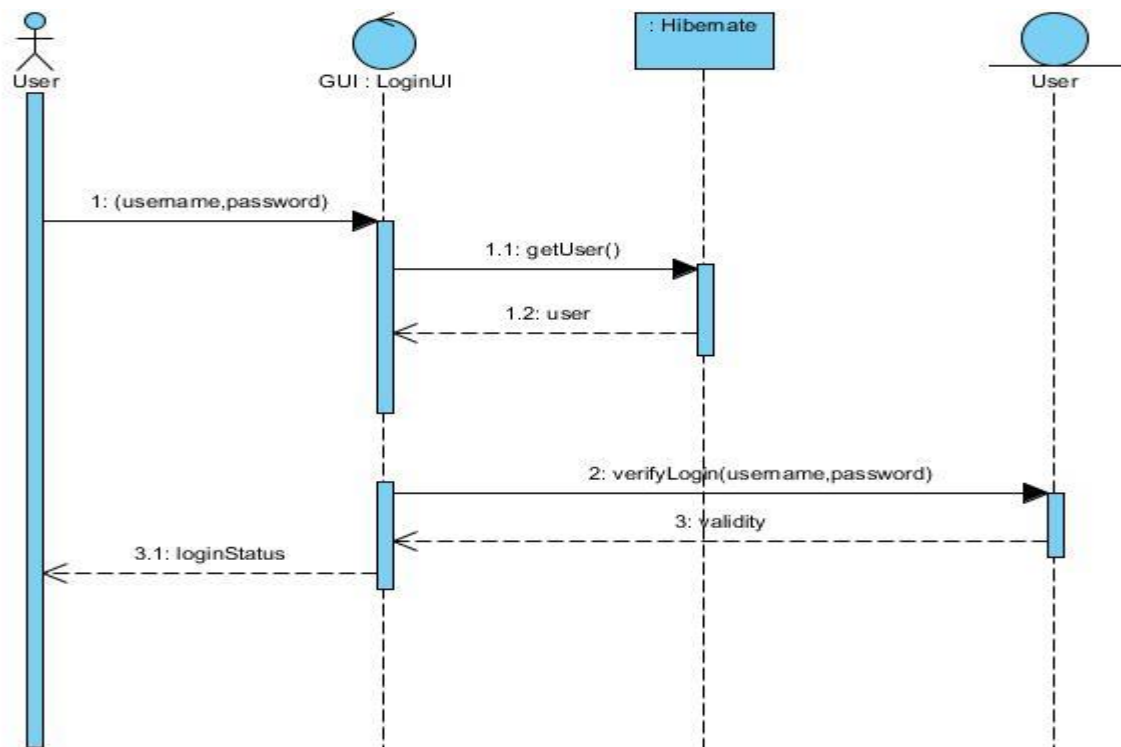 : Hibernate
User
GUI : LoginUI
User
1: (username,password)
1.1: getUser()
1.2: user
2: verifyLogin(username,password)
3: validity
3.1: loginStatus